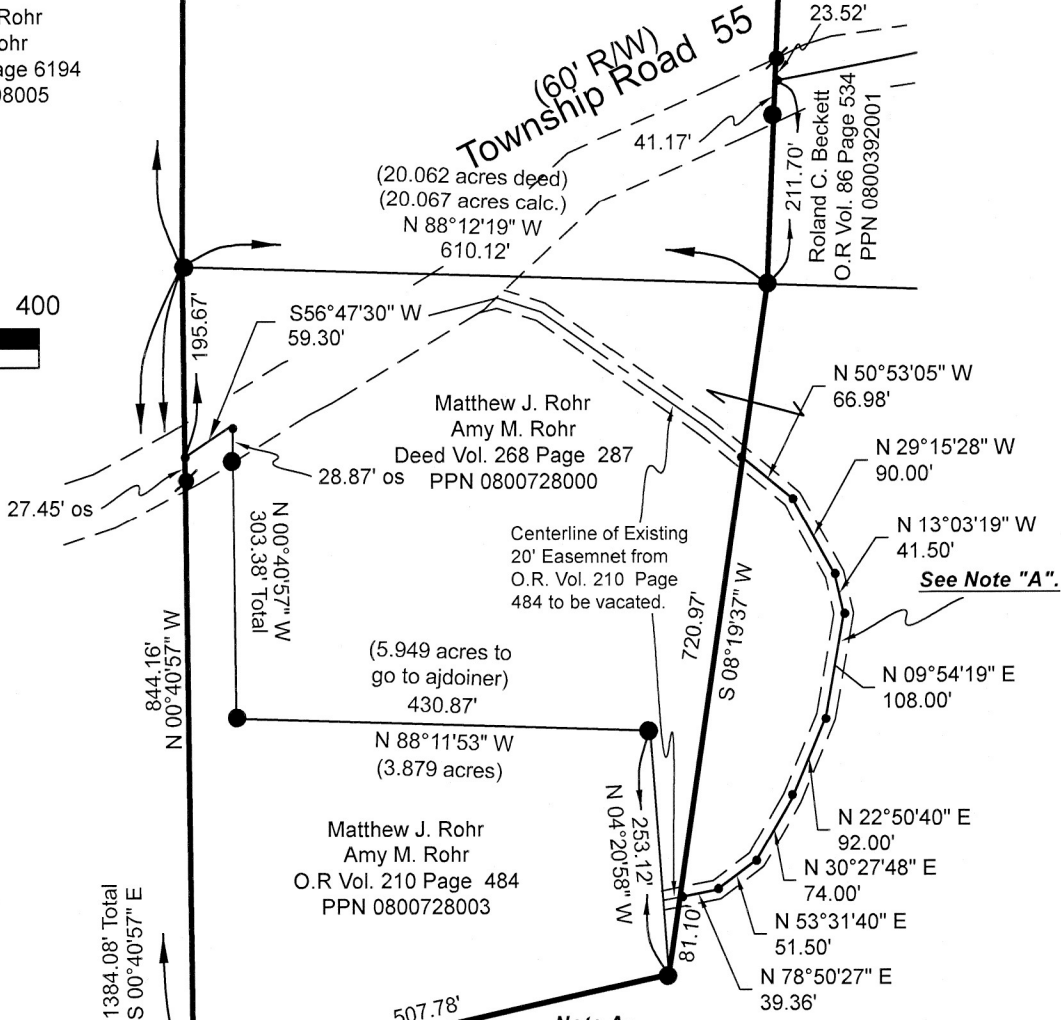 Rohr
ohr
age 6194
08005
23.52'
(60' R/W)
Township Road 55
41.17'
211.70'
Roland C. Beckett
O.R Vol. 86 Page 534
PPN 0800392001
(20.062 acres deed)
(20.067 acres calc.)
N 88°12'19" W
610.12'
400
195.67'
S56°47'30" W
59.30'
N 50°53'05" W
66.98'
Matthew J. Rohr
Amy M. Rohr
Deed Vol. 268 Page 287
PPN 0800728000
N 29°15'28" W
90.00'
28.87' os
27.45' os
N 00°40'57" W
303.38' Total
Centerline of Existing
20' Easemnet from
O.R. Vol. 210 Page
484 to be vacated.
N 13°03'19" W
41.50'
See Note "A".
720.97'
S 08°19'37" W
844.16'
N 00°40'57" W
(5.949 acres to
go to ajdoiner)
430.87'
N 88°11'53" W
(3.879 acres)
N 09°54'19" E
108.00'
253.12'
N 04°20'58" W
N 22°50'40" E
92.00'
Matthew J. Rohr
Amy M. Rohr
O.R Vol. 210 Page 484
PPN 0800728003
N 30°27'48" E
74.00'
N 53°31'40" E
51.50'
81.10'
N 78°50'27" E
39.36'
1384.08' Total
S 00°40'57" E
507.78'
Note A